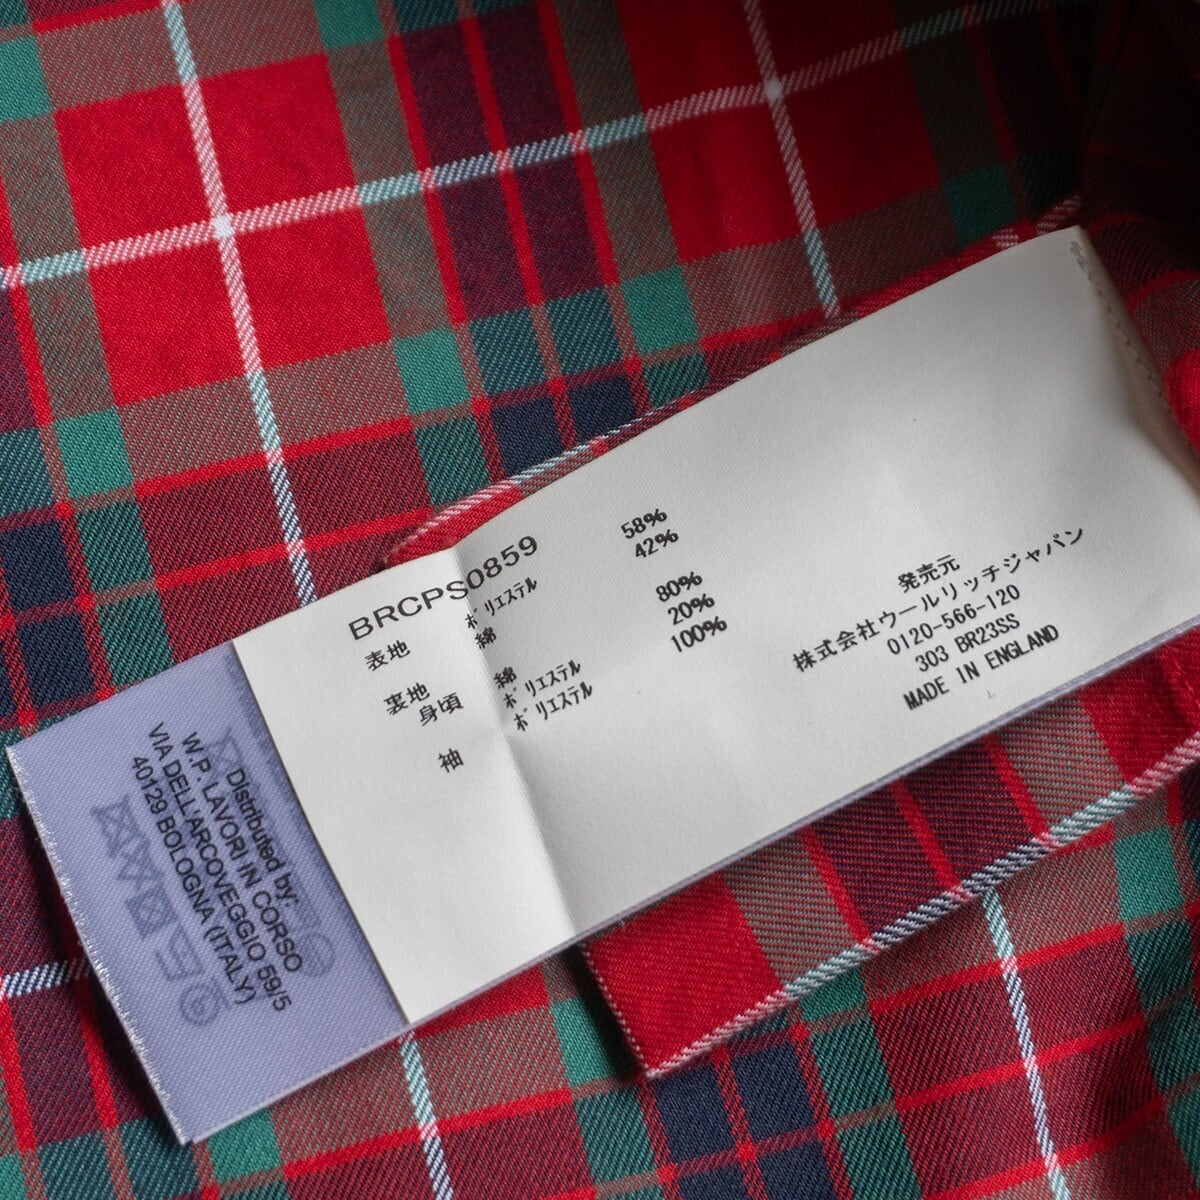 BRCPS0859
表地 ポリエステル 58%
綿 42%
裏地
身頃 綿 80%
ポリエステル 20%
袖 ポリエステル 100%
発売元
株式会社ウールリッチジャパン
0120-566-120
303 BR23SS
MADE IN ENGLAND
Distributed by:
W.P. LAVORI IN CORSO
VIA DELL'ARCOVEGGIO 59/5
40129 BOLOGNA (ITALY)